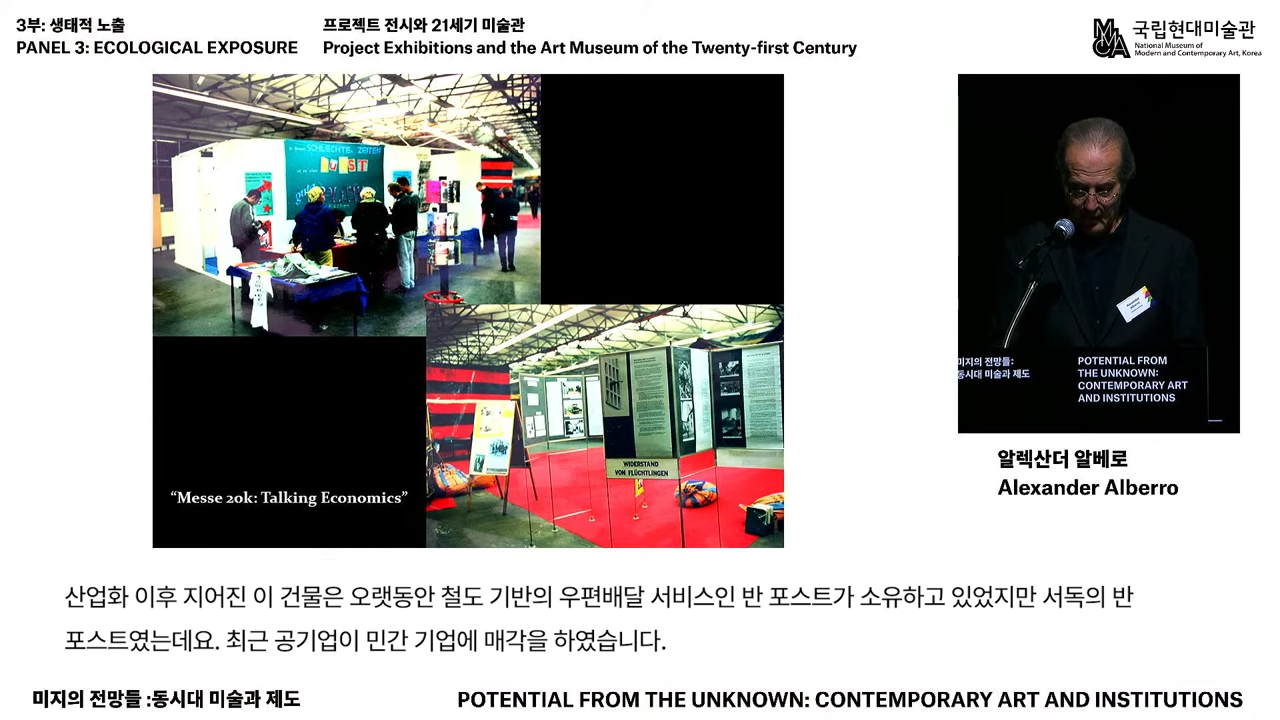 3부: 생태적 노출
PANEL 3: ECOLOGICAL EXPOSURE
프로젝트 전시와 21세기 미술관
Project Exhibitions and the Art Museum of the Twenty-first Century
국립현대미술관
National Museum of
Modern and Contemporary Art, Korea
SCHLECHTE ZEITEN
KUNST
WIDERSTAND
VON FLÜCHTLINGEN
“Messe 20k: Talking Economics”
미지의 전망들:
동시대 미술과 제도
POTENTIAL FROM
THE UNKNOWN:
CONTEMPORARY ART
AND INSTITUTIONS
알렉산더 알베로
Alexander Alberro
산업화 이후 지어진 이 건물은 오랫동안 철도 기반의 우편배달 서비스인 반 포스트가 소유하고 있었지만 서독의 반
포스트였는데요. 최근 공기업이 민간 기업에 매각을 하였습니다.
미지의 전망들 :동시대 미술과 제도
POTENTIAL FROM THE UNKNOWN: CONTEMPORARY ART AND INSTITUTIONS